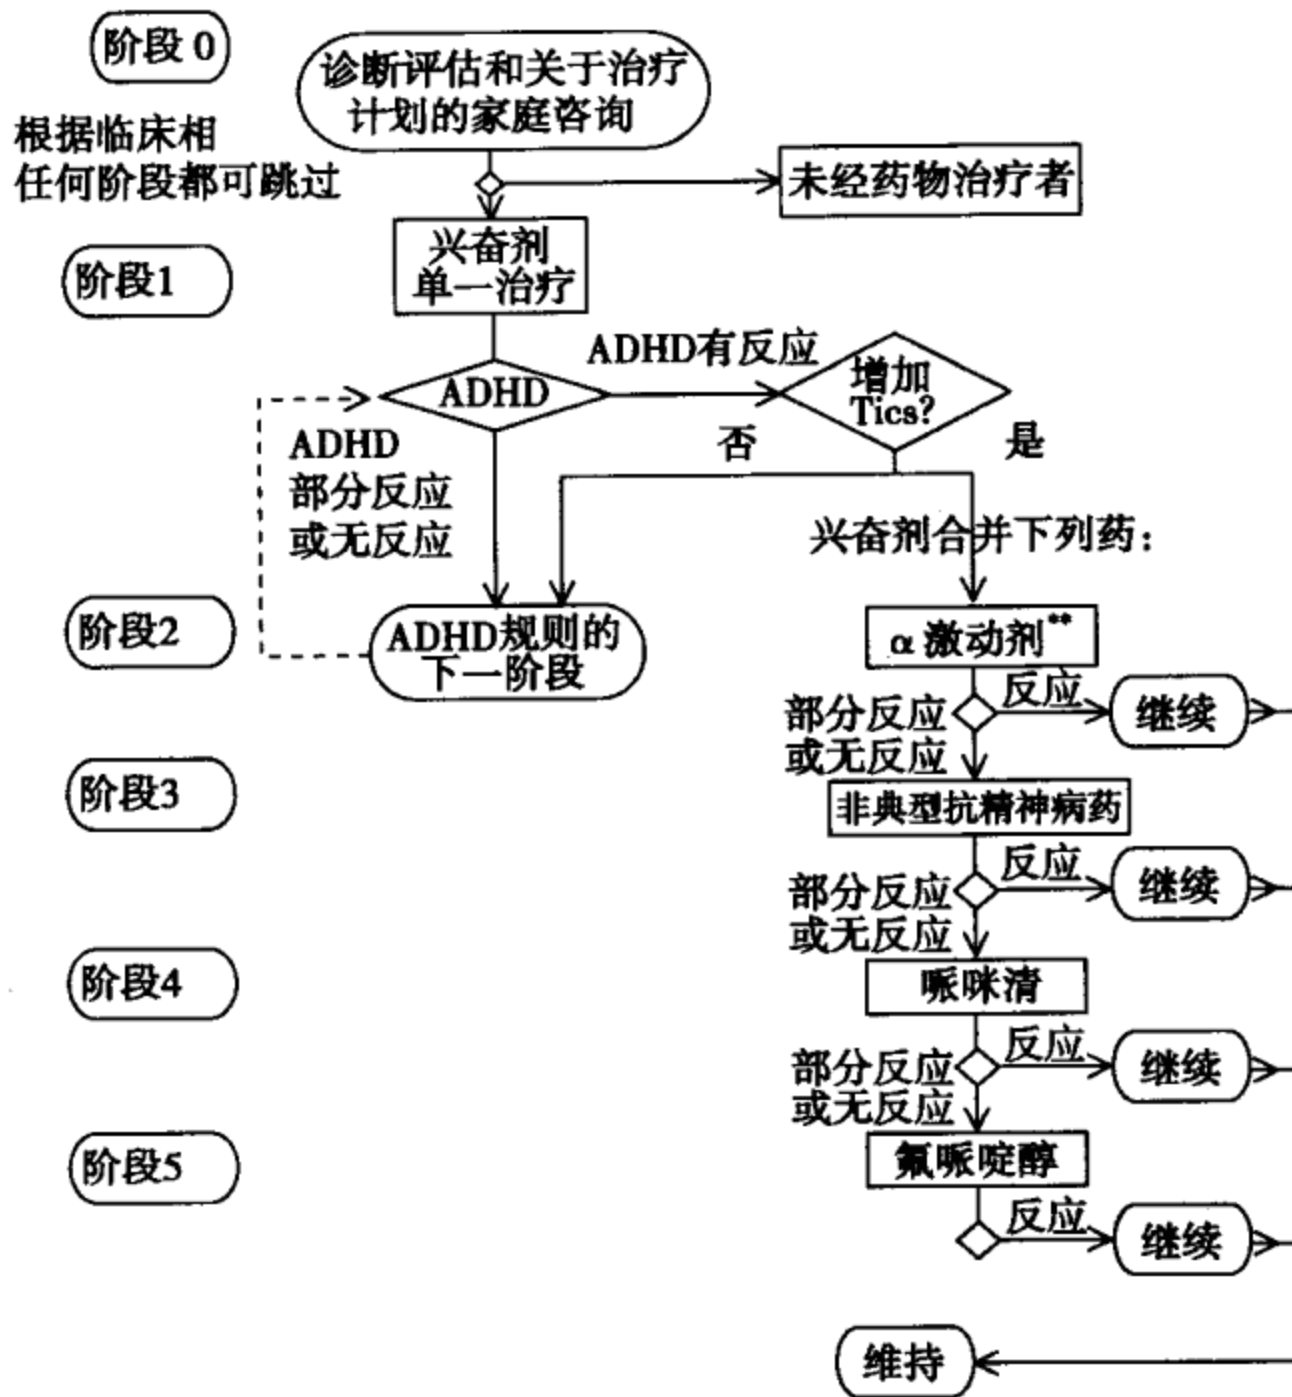 阶段 0
诊断评估和关于治疗
计划的家庭咨询
根据临床相
任何阶段都可跳过
未经药物治疗者
阶段1
兴奋剂
单一治疗
ADHD有反应
增加
Tics?
ADHD
否
是
ADHD
部分反应
或无反应
兴奋剂合并下列药：
阶段2
ADHD规则的
下一阶段
α 激动剂**
反应
继续
部分反应
或无反应
阶段3
非典型抗精神病药
反应
继续
部分反应
或无反应
阶段4
哌咪清
反应
继续
部分反应
或无反应
阶段5
氟哌啶醇
反应
继续
维持